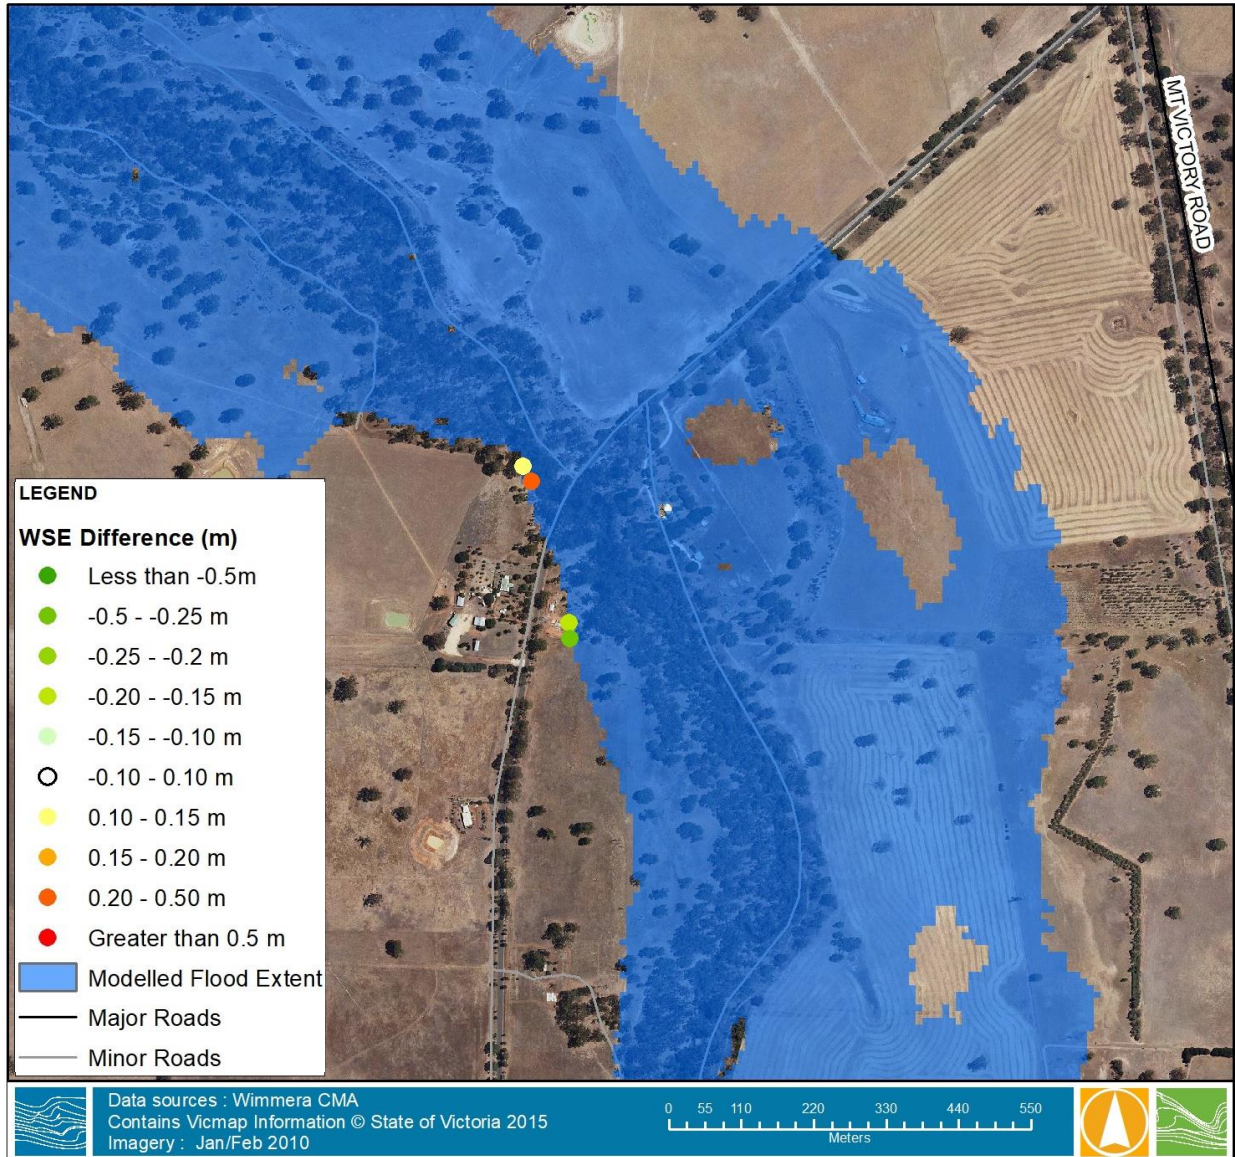 MT VICTORY ROAD
LEGEND
WSE Difference (m)
Less than -0.5m
-0.5 - -0.25 m
-0.25 - -0.2 m
-0.20 - -0.15 m
-0.15 - -0.10 m
-0.10 - 0.10 m
0.10 - 0.15 m
0.15 - 0.20 m
0.20 - 0.50 m
Greater than 0.5 m
Modelled Flood Extent
Major Roads
Minor Roads
Data sources : Wimmera CMA
Contains Vicmap Information © State of Victoria 2015
Imagery : Jan/Feb 2010
0 55 110 220 330 440 550
Meters